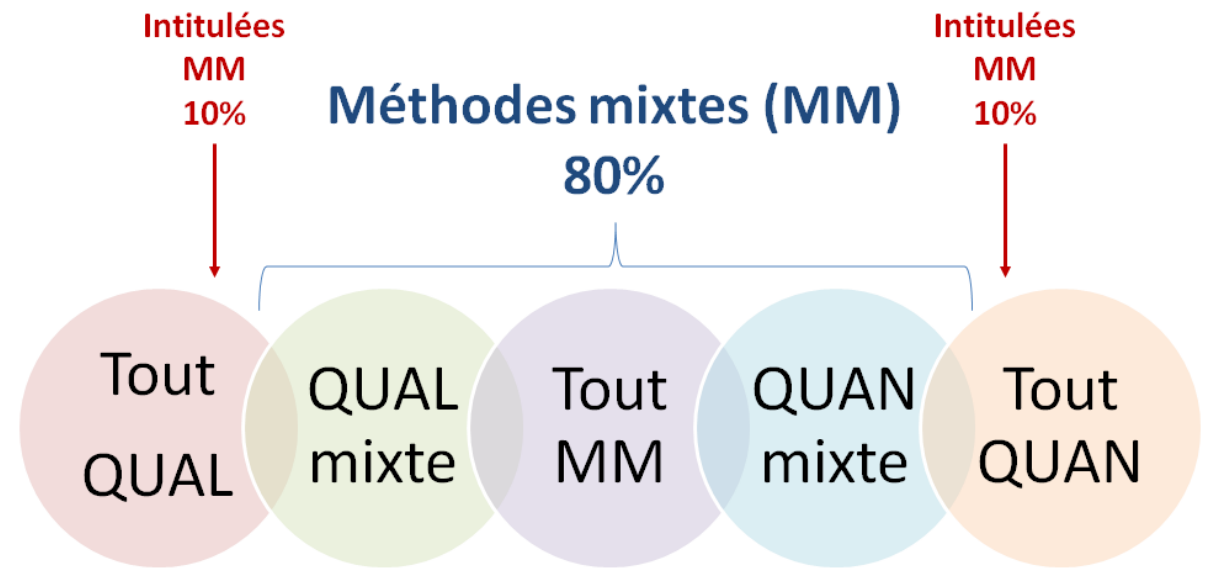 Intitulées
MM
10%
Intitulées
MM
10%
Méthodes mixtes (MM)
80%
Tout
QUAL
QUAL
mixte
Tout
MM
QUAN
mixte
Tout
QUAN